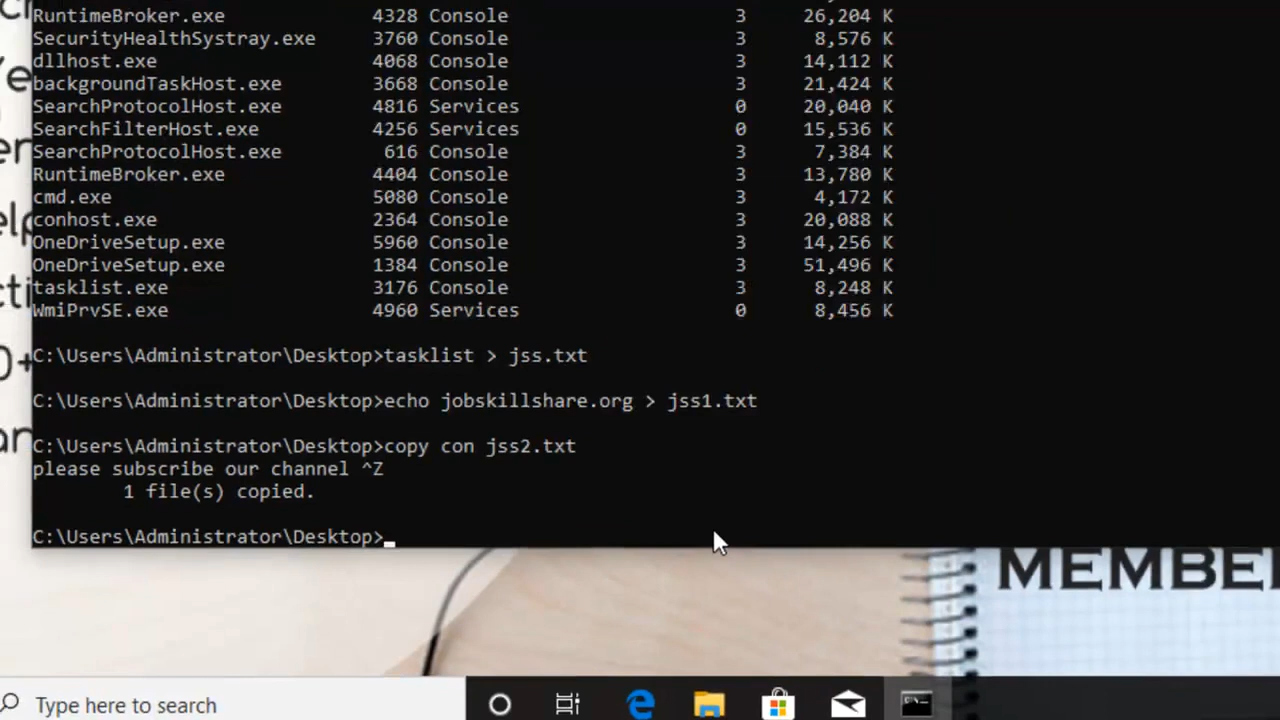 RuntimeBroker.exe 4328 Console 3 26,204 K
SecurityHealthSystray.exe 3760 Console 3 8,576 K
dllhost.exe 4068 Console 3 14,112 K
backgroundTaskHost.exe 3668 Console 3 21,424 K
SearchProtocolHost.exe 4816 Services 0 20,040 K
SearchFilterHost.exe 4256 Services 0 15,536 K
SearchProtocolHost.exe 616 Console 3 7,384 K
RuntimeBroker.exe 4404 Console 3 13,780 K
cmd.exe 5080 Console 3 4,172 K
conhost.exe 2364 Console 3 20,088 K
OneDriveSetup.exe 5960 Console 3 14,256 K
OneDriveSetup.exe 1384 Console 3 51,496 K
tasklist.exe 3176 Console 3 8,248 K
WmiPrvSE.exe 4960 Services 0 8,456 K
C:\Users\Administrator\Desktop>tasklist > jss.txt
C:\Users\Administrator\Desktop>echo jobskillshare.org > jss1.txt
C:\Users\Administrator\Desktop>copy con jss2.txt
please subscribe our channel ^Z
1 file(s) copied.
C:\Users\Administrator\Desktop>
MEMBE
Type here to search